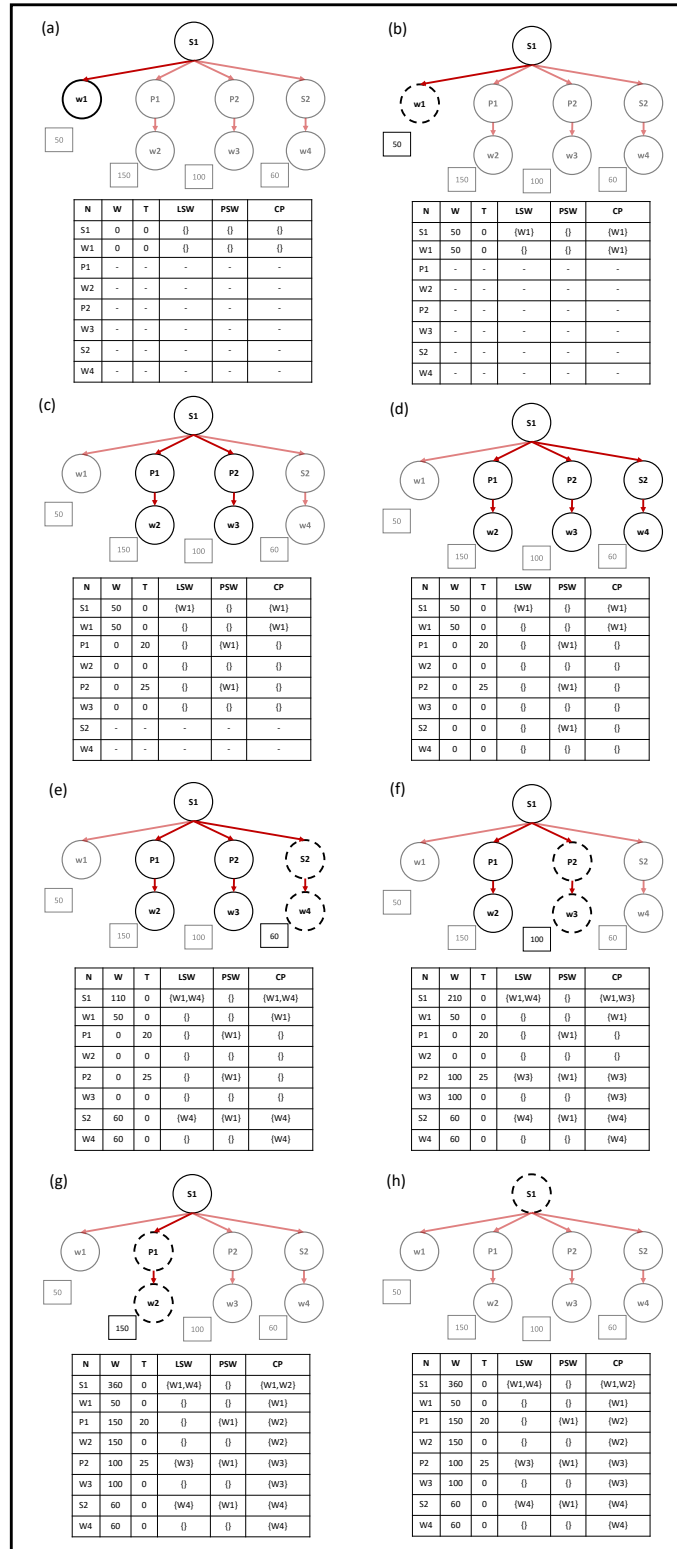 (a)
S1
w1 P1 P2 S2
50
w2 w3 w4
150 100 60
N W T LSW PSW CP
S1 0 0 {} {} {}
W1 0 0 {} {} {}
P1 - - - - -
W2 - - - - -
P2 - - - - -
W3 - - - - -
S2 - - - - -
W4 - - - - -
(b)
S1
w1 P1 P2 S2
50
w2 w3 w4
150 100 60
N W T LSW PSW CP
S1 50 0 {W1} {} {W1}
W1 50 0 {} {} {W1}
P1 - - - - -
W2 - - - - -
P2 - - - - -
W3 - - - - -
S2 - - - - -
W4 - - - - -
(c)
S1
w1 P1 P2 S2
50
w2 w3 w4
150 100 60
N W T LSW PSW CP
S1 50 0 {W1} {} {W1}
W1 50 0 {} {} {W1}
P1 0 20 {} {W1} {}
W2 0 0 {} {} {}
P2 0 25 {} {W1} {}
W3 0 0 {} {} {}
S2 - - - - -
W4 - - - - -
(d)
S1
w1 P1 P2 S2
50
w2 w3 w4
150 100 60
N W T LSW PSW CP
S1 50 0 {W1} {} {W1}
W1 50 0 {} {} {W1}
P1 0 20 {} {W1} {}
W2 0 0 {} {} {}
P2 0 25 {} {W1} {}
W3 0 0 {} {} {}
S2 0 0 {} {W1} {}
W4 0 0 {} {} {}
(e)
S1
w1 P1 P2 S2
50
w2 w3 w4
150 100 60
N W T LSW PSW CP
S1 110 0 {W1,W4} {} {W1,W4}
W1 50 0 {} {} {W1}
P1 0 20 {} {W1} {}
W2 0 0 {} {} {}
P2 0 25 {} {W1} {}
W3 0 0 {} {} {}
S2 60 0 {W4} {W1} {W4}
W4 60 0 {} {} {W4}
(f)
S1
w1 P1 P2 S2
50
w2 w3 w4
150 100 60
N W T LSW PSW CP
S1 210 0 {W1,W4} {} {W1,W3}
W1 50 0 {} {} {W1}
P1 0 20 {} {W1} {}
W2 0 0 {} {} {}
P2 100 25 {W3} {W1} {W3}
W3 100 0 {} {} {W3}
S2 60 0 {W4} {W1} {W4}
W4 60 0 {} {} {W4}
(g)
S1
w1 P1 P2 S2
50
w2 w3 w4
150 100 60
N W T LSW PSW CP
S1 360 0 {W1,W4} {} {W1,W2}
W1 50 0 {} {} {W1}
P1 150 20 {} {W1} {W2}
W2 150 0 {} {} {W2}
P2 100 25 {W3} {W1} {W3}
W3 100 0 {} {} {W3}
S2 60 0 {W4} {W1} {W4}
W4 60 0 {} {} {W4}
(h)
S1
w1 P1 P2 S2
50
w2 w3 w4
150 100 60
N W T LSW PSW CP
S1 360 0 {W1,W4} {} {W1,W2}
W1 50 0 {} {} {W1}
P1 150 20 {} {W1} {W2}
W2 150 0 {} {} {W2}
P2 100 25 {W3} {W1} {W3}
W3 100 0 {} {} {W3}
S2 60 0 {W4} {W1} {W4}
W4 60 0 {} {} {W4}